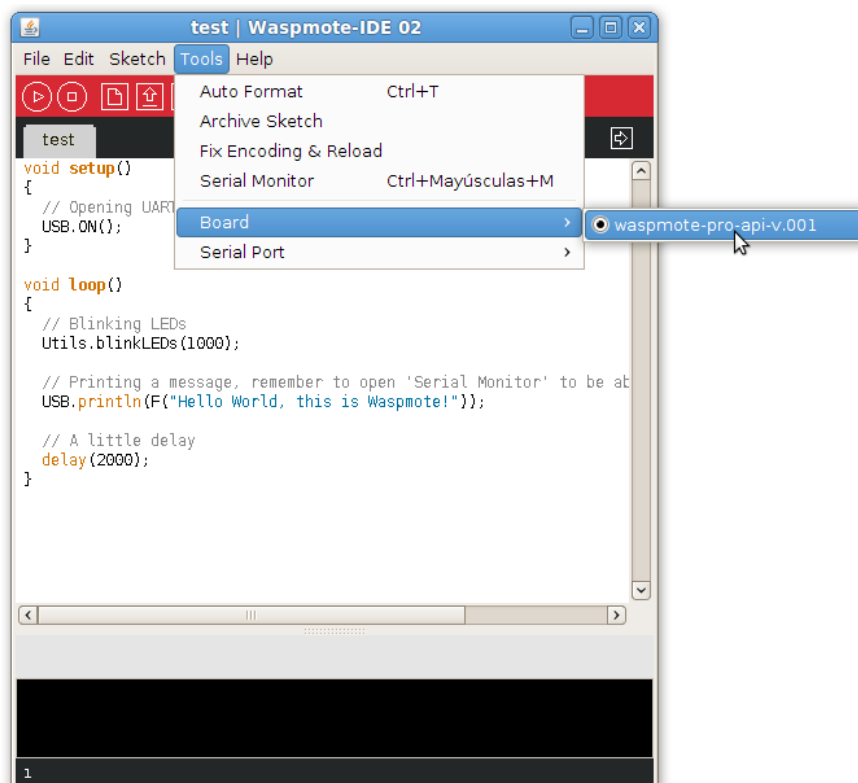 test | Waspmote-IDE 02
File Edit Sketch Tools Help
Auto Format Ctrl+T
Archive Sketch
Fix Encoding & Reload
Serial Monitor Ctrl+Mayúsculas+M
Board
waspmote-pro-api-v.001
Serial Port
test
void setup()
{
// Opening UART
USB.ON();
}
void loop()
{
// Blinking LEDs
Utils.blinkLEDs(1000);
// Printing a message, remember to open 'Serial Monitor' to be ab
USB.println(F("Hello World, this is Waspmote!"));
// A little delay
delay(2000);
}
1